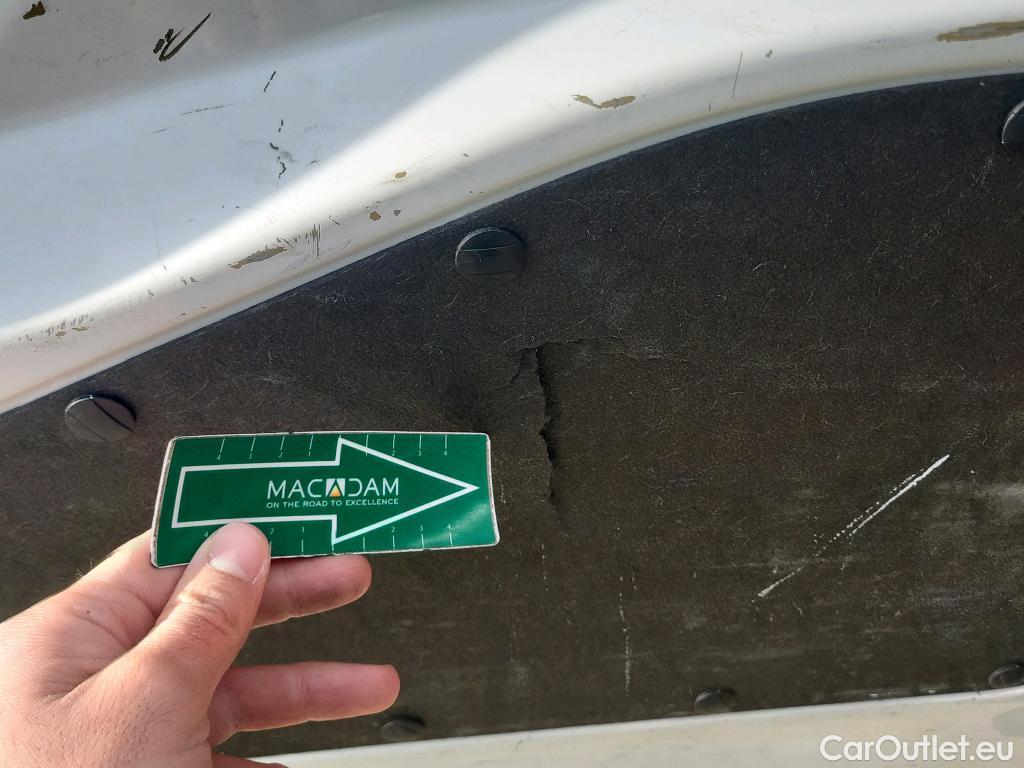 MACADAM
ON THE ROAD TO EXCELLENCE
CarOutlet.eu